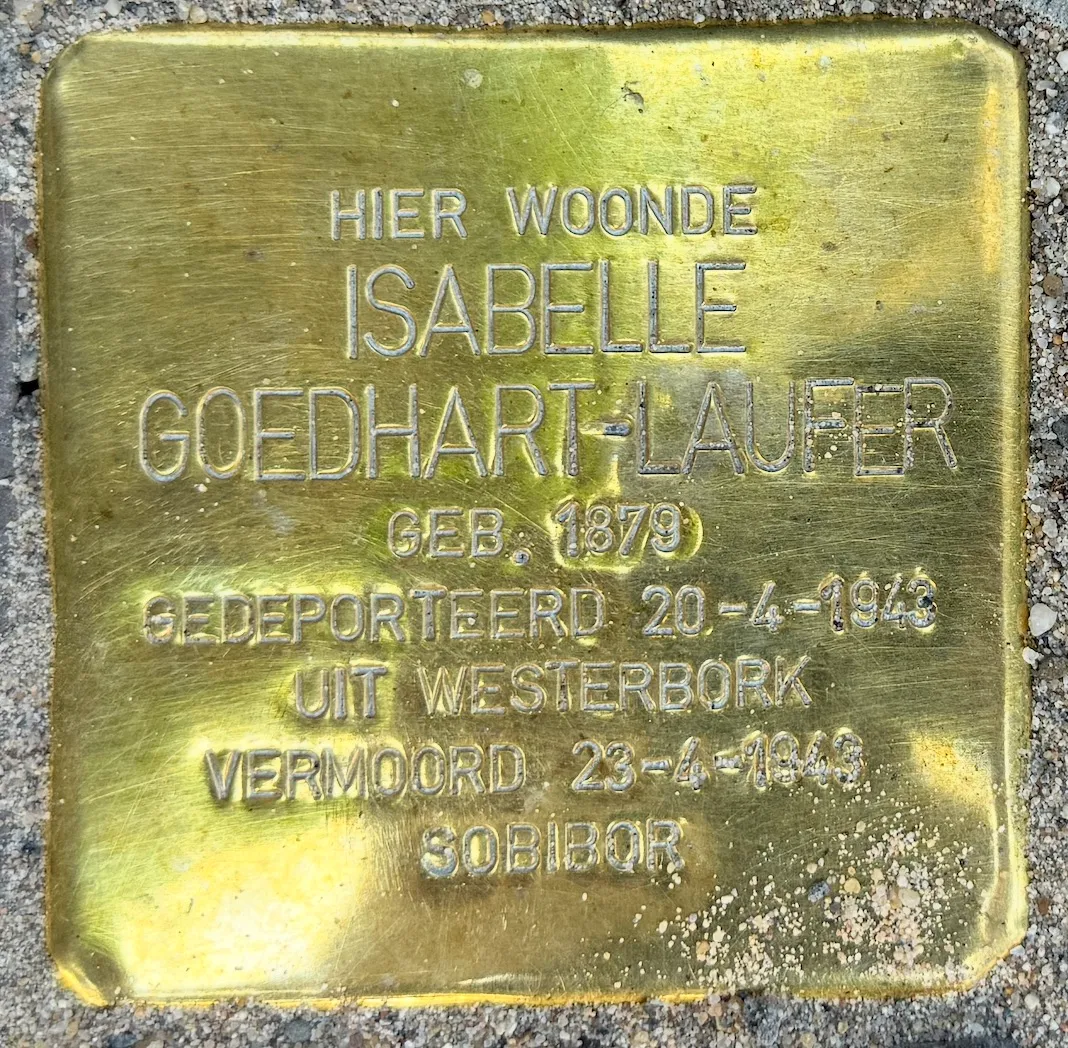 HIER WOONDE
ISABELLE
GOEDHART-LAUFER
GEB. 1879
GEDEPORTEERD 20-4-1943
UIT WESTERBORK
VERMOORD 23-4-1943
SOBIBOR